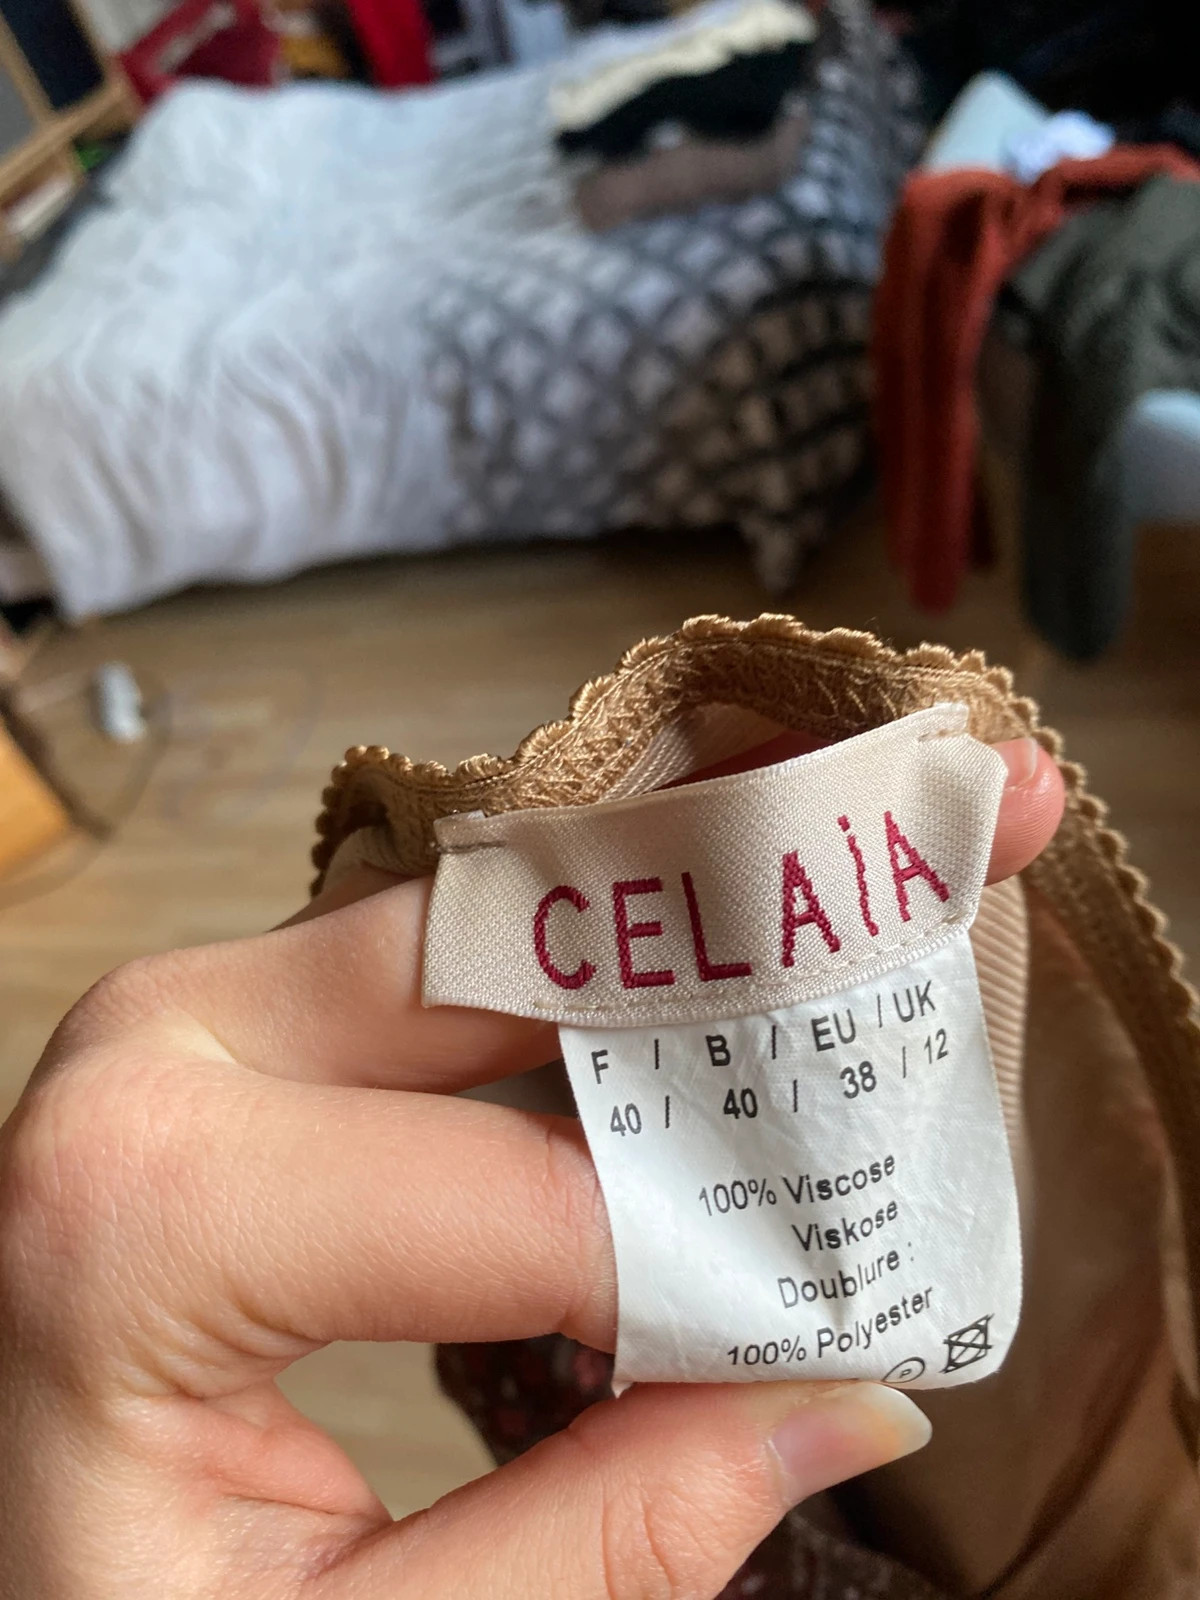 CELAiA
F / B / EU / UK
40 / 40 / 38 / 12
100% Viscose
Viskose
Doublure :
100% Polyester
P